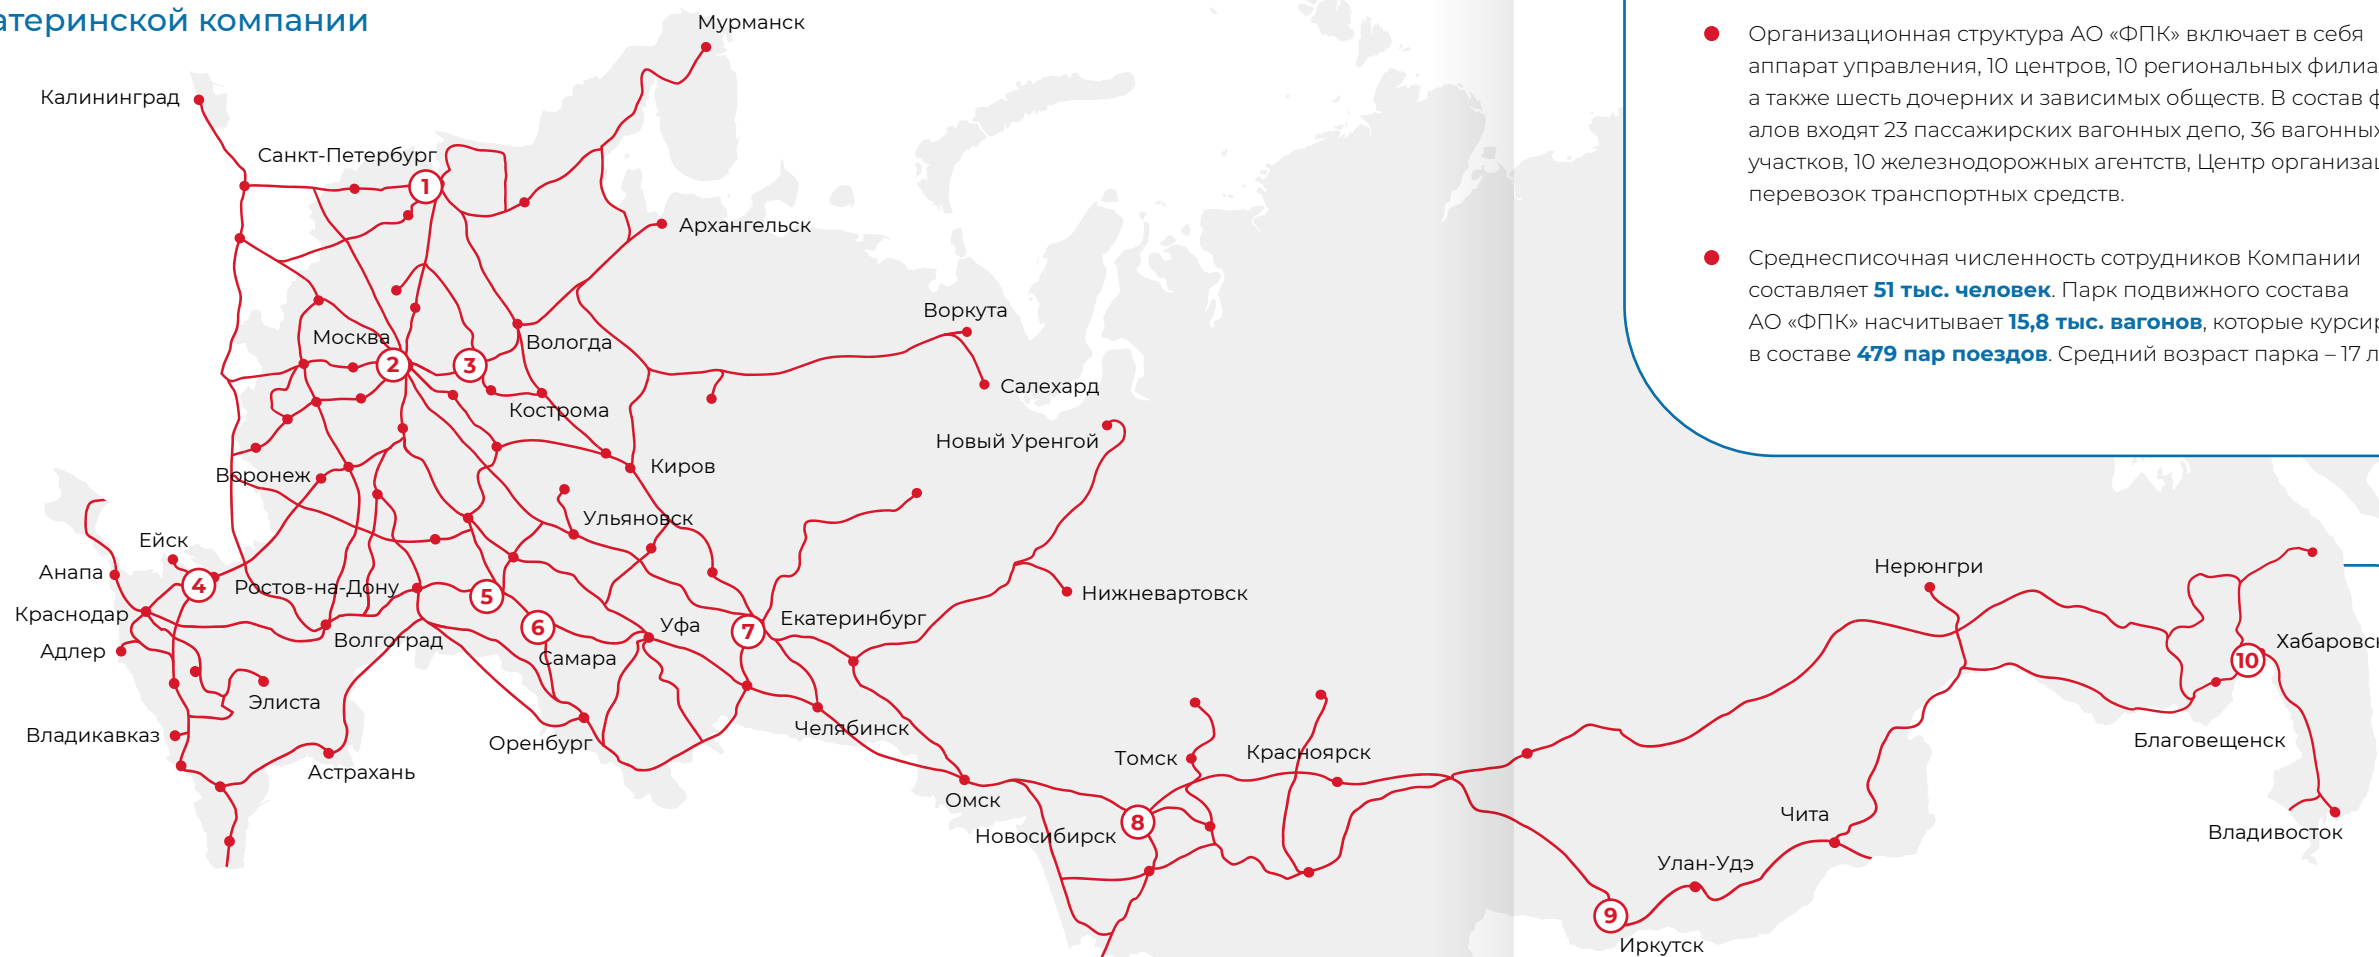 атеринской компании
Мурманск
Калининград
Санкт-Петербург
1
Архангельск
Воркута
Москва
2
3
Вологда
Салехард
Кострома
Новый Уренгой
Воронеж
Киров
Ульяновск
Ейск
Анапа
4
Ростов-на-Дону
5
Нижневартовск
Краснодар
6
7
Екатеринбург
Уфа
Волгоград
Адлер
Самара
Элиста
Владикавказ
Оренбург
Челябинск
Астрахань
Томск
Красноярск
Омск
8
Новосибирск
Организационная структура АО «ФПК» включает в себя
аппарат управления, 10 центров, 10 региональных филиа
а также шесть дочерних и зависимых обществ. В состав ф
алов входят 23 пассажирских вагонных депо, 36 вагонных
участков, 10 железнодорожных агентств, Центр организа
перевозок транспортных средств.
Среднесписочная численность сотрудников Компании
составляет 51 тыс. человек. Парк подвижного состава
АО «ФПК» насчитывает 15,8 тыс. вагонов, которые курсир
в составе 479 пар поездов. Средний возраст парка – 17 л
Нерюнгри
Хабаровск
10
Благовещенск
Чита
Владивосток
Улан-Удэ
9
Иркутск